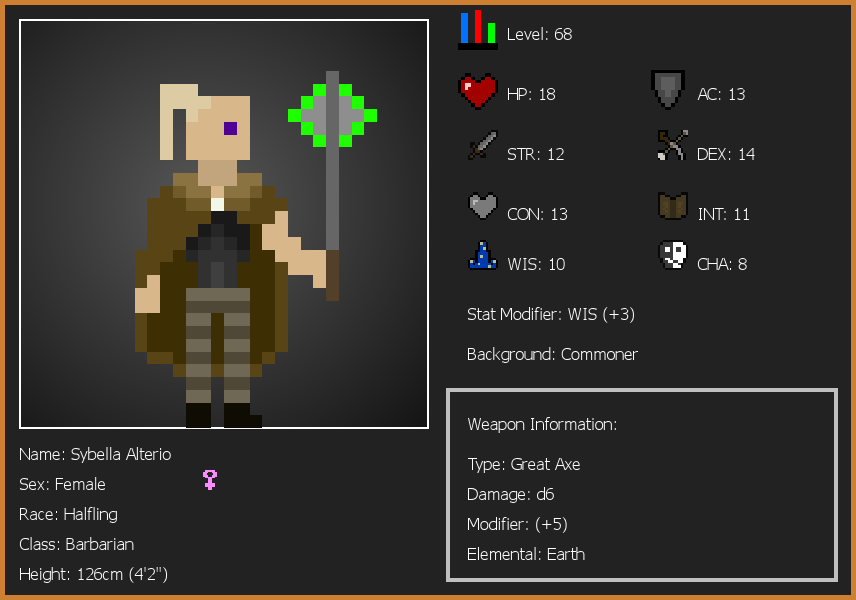 Level: 68
HP: 18
AC: 13
STR: 12
DEX: 14
CON: 13
INT: 11
WIS: 10
CHA: 8
Stat Modifier: WIS (+3)
Background: Commoner
Weapon Information:
Type: Great Axe
Damage: d6
Modifier: (+5)
Elemental: Earth
Name: Sybella Alterio
Sex: Female
Race: Halfling
Class: Barbarian
Height: 126cm (4'2")